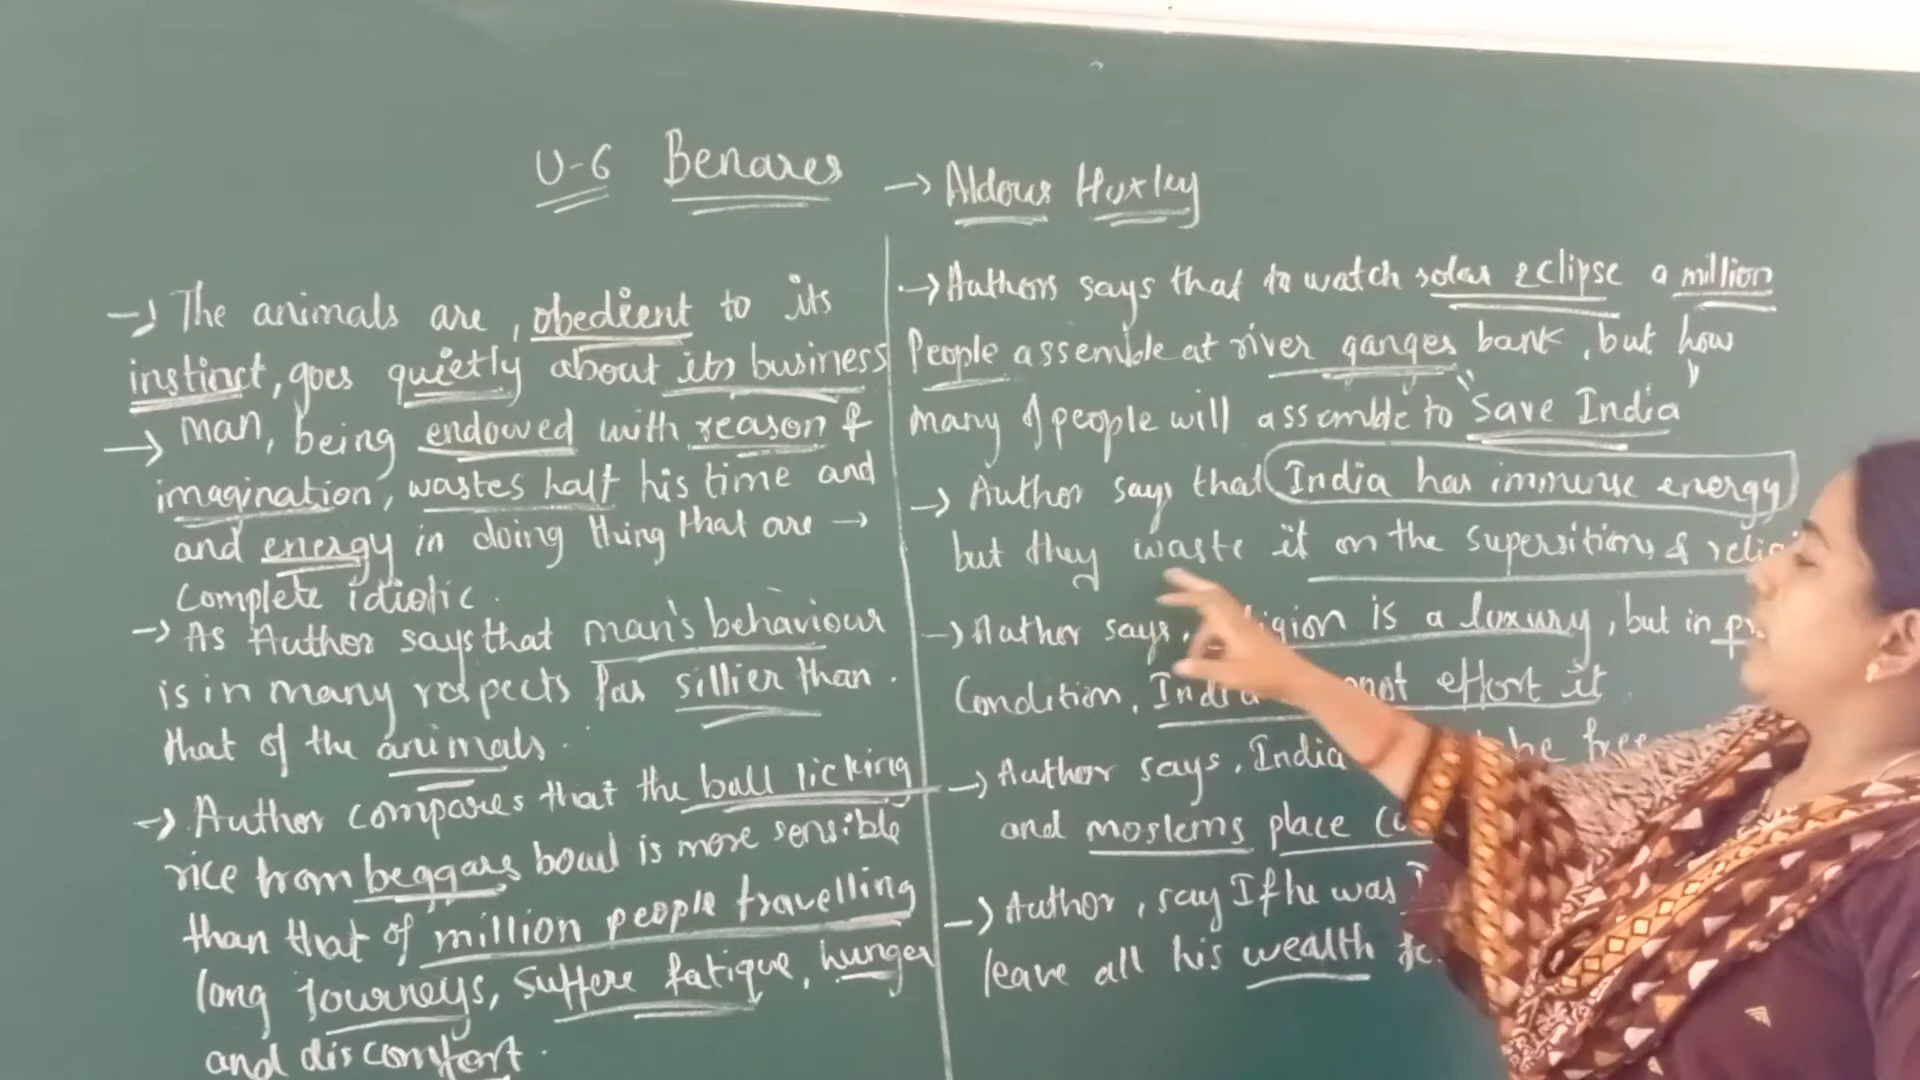 U-6 Benares → Aldous Huxley
→ The animals are, obedient to its
instinct, goes quietly about its business
→ man, being endowed with reason &
imagination, wastes half his time and
and energy in doing thing that are →
complete idiotic.
→ As Author says that man's behaviour
is in many respects far sillier than.
that of the animals.
→ Author compares that the ball licking
rice from beggars bowl is more sensible
than that of million people travelling
long journeys, suffere fatique, hunger
and discomfort.
→ Authors says that to watch solar eclipse a million
People assemble at river ganges bank, but how
many of people will assemble to "Save India"
→ Author says that India has immense energy
but they waste it on the superstitions &
→ Author says, is a luxury, but in
Condition, not effort it
→ Author says, India be free
and moslems place
→ Author, say If he was
leave all his wealth